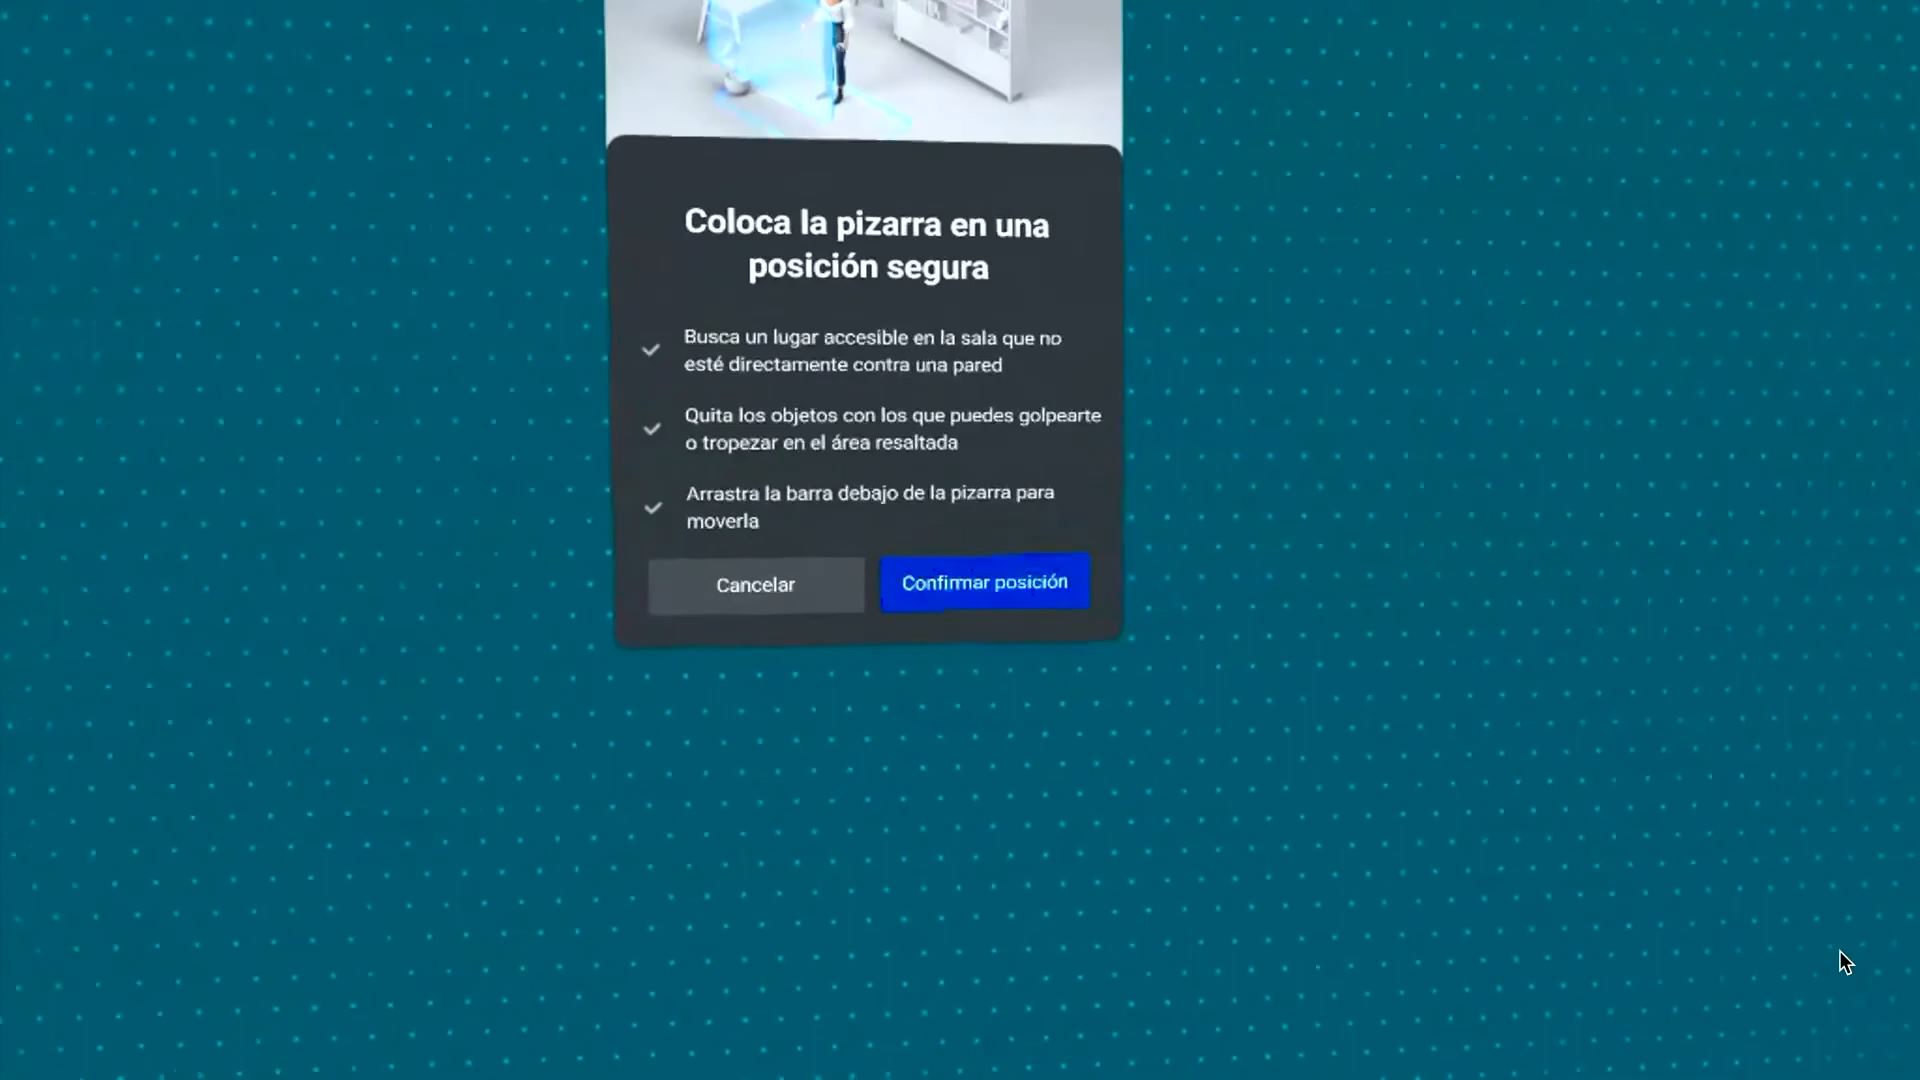 Coloca la pizarra en una
posición segura
Busca un lugar accesible en la sala que no
esté directamente contra una pared
Quita los objetos con los que puedes golpearte
o tropezar en el área resaltada
Arrastra la barra debajo de la pizarra para
moverla
Cancelar
Confirmar posición